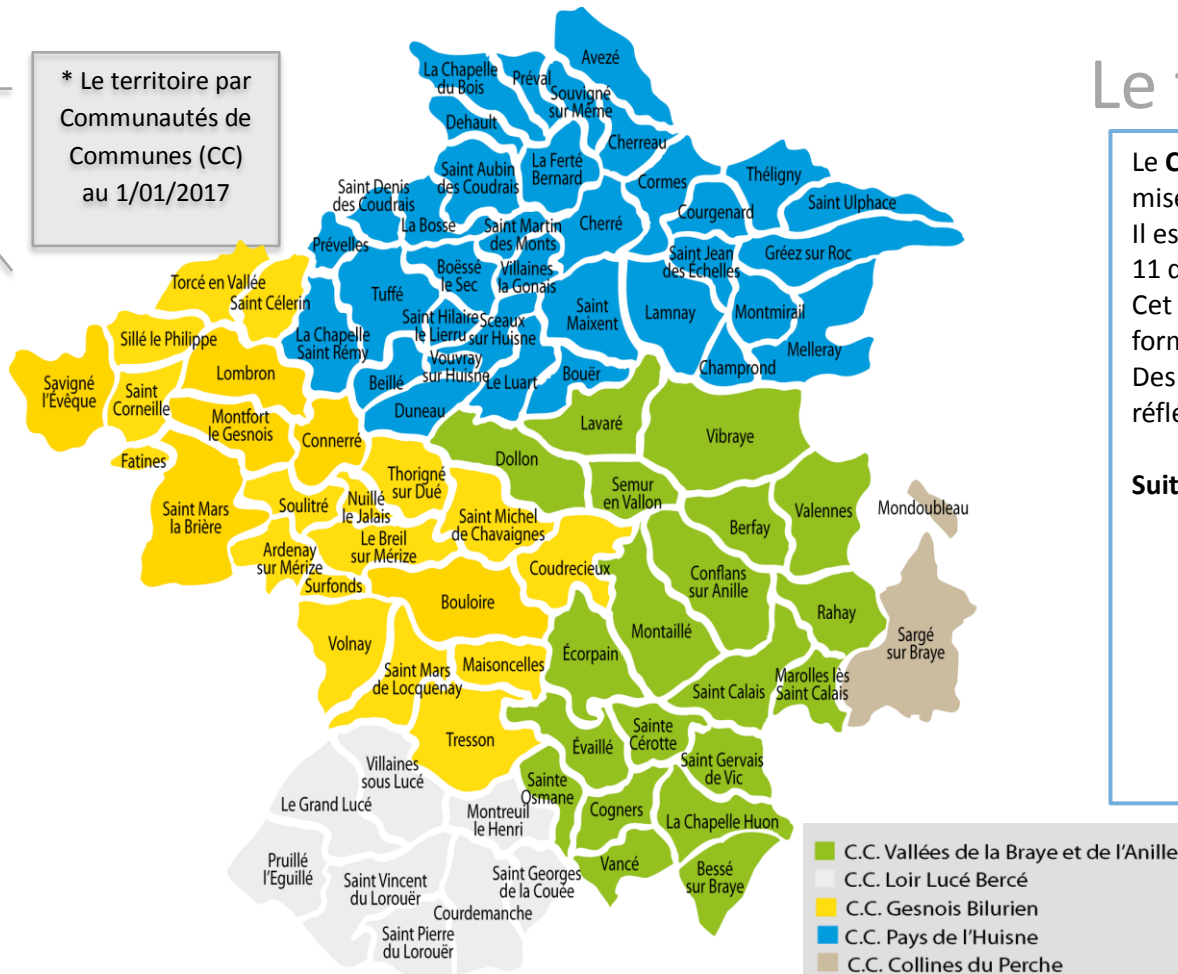 * Le territoire par
Communautés de
Communes (CC)
au 1/01/2017
Le
Le C
mise
Il es
11 d
Cet
forn
Des
réflé
Suit
Avezé
La Chapelle
du Bois
Préval
Souvigné
sur Même
Dehault
Cherreau
La Ferté
Bernard
Saint Aubin
des Coudrais
Cormes
Théligny
Saint Denis
des Coudrais
Courgenard
Saint Ulphace
La Bosse
Saint Martin
des Monts
Cherré
Prévelles
Saint Jean
des Échelles
Gréez sur Roc
Boëssé
le Sec
Villaines
la Gonais
Torcé en Vallée
Tuffé
Saint Célerin
Saint
Maixent
Lamnay
Montmirail
Saint Hilaire
le Lierru
Sceaux
sur Huisne
Sillé le Philippe
La Chapelle
Saint Rémy
Melleray
Vouvray
sur Huisne
Champrond
Lombron
Beillé
Le Luart
Bouër
Savigné
l'Évêque
Saint
Corneille
Duneau
Montfort
le Gesnois
Lavaré
Connerré
Vibraye
Fatines
Dollon
Thorigné
sur Dué
Semur
en Vallon
Saint Mars
la Brière
Soulitré
Nuillé
le Jalais
Valennes
Mondoubleau
Saint Michel
de Chavaignes
Berfay
Le Breil
sur Mérize
Ardenay
sur Mérize
Coudrecieux
Conflans
sur Anille
Surfonds
Bouloire
Rahay
Montaillé
Sargé
sur Braye
Volnay
Écorpain
Saint Mars
de Locquenay
Maisoncelles
Marolles lès
Saint Calais
Saint Calais
Tresson
Sainte
Cérotte
Évaillé
Villaines
sous Lucé
Saint Gervais
de Vic
Sainte
Osmane
Le Grand Lucé
Montreuil
le Henri
Cogners
La Chapelle Huon
Pruillé
l'Eguillé
Vancé
Bessé
sur Braye
Saint Georges
de la Couée
Saint Vincent
du Lorouër
Courdemanche
Saint Pierre
du Lorouër
C.C. Vallées de la Braye et de l'Anille
C.C. Loir Lucé Bercé
C.C. Gesnois Bilurien
C.C. Pays de l'Huisne
C.C. Collines du Perche